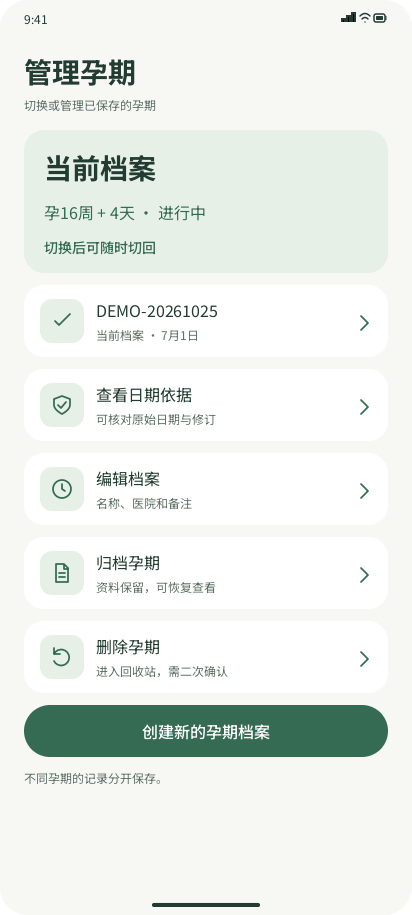 9:41
管理孕期
切换或管理已保存的孕期
当前档案
孕16周 + 4天 · 进行中
切换后可随时切回
DEMO-20261025
当前档案 · 7月1日
查看日期依据
可核对原始日期与修订
编辑档案
名称、医院和备注
归档孕期
资料保留，可恢复查看
删除孕期
进入回收站，需二次确认
创建新的孕期档案
不同孕期的记录分开保存。